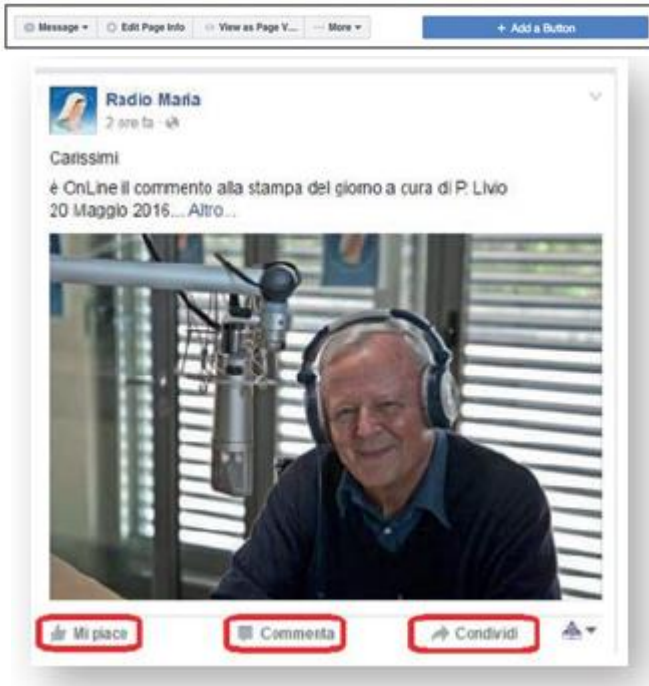 Message
Edit Page Info
View as Page V...
More
+ Add a Button
Radio Maria
2 ore fa
Carissimi
è OnLine il commento alla stampa del giorno a cura di P. Livio
20 Maggio 2016... Altro...
Mi piace
Commenta
Condividi